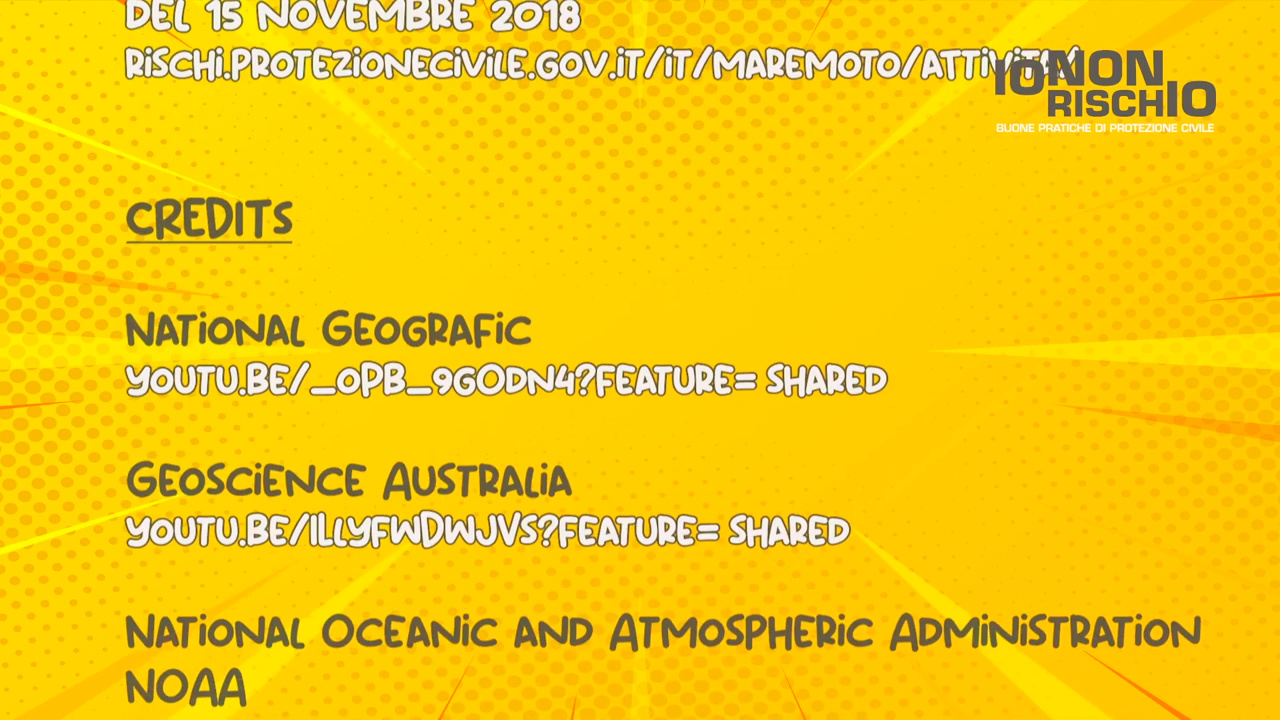 DEL 15 NOVEMBRE 2018
RiSCHi.PROTEZiONECiViLE.GOV.iT/iT/MAREMOTO/ATTiViTA/
IO NON
RISCHIO
BUONE PRATICHE DI PROTEZIONE CIVILE
CREDITS
NATiONAL GEOGRAFiC
YOUTU.BE/_OPB_9GODN4?FEATURE= SHARED
GEOSCiENCE AUSTRALiA
YOUTU.BE/ILLYFWDWJVS?FEATURE= SHARED
NATiONAL OCEANiC AND ATMOSPHERiC ADMiNiSTRATiON
NOAA